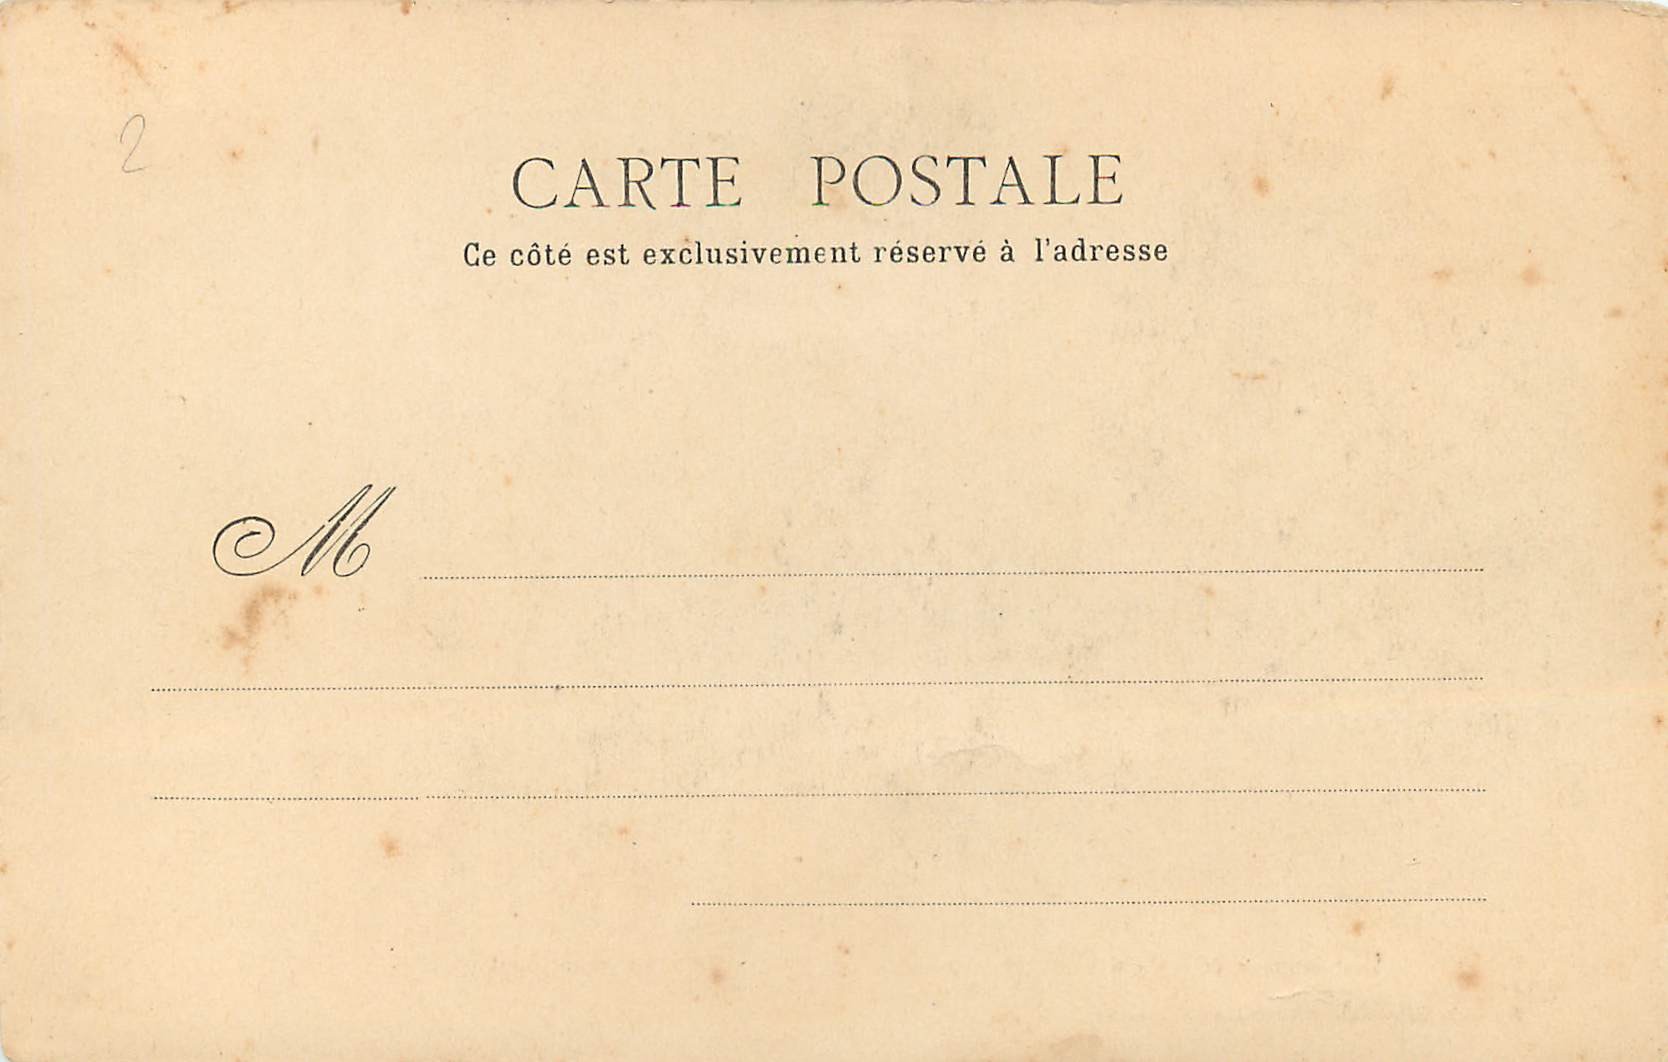 2
CARTE POSTALE
Ce côté est exclusivement réservé à l'adresse
M